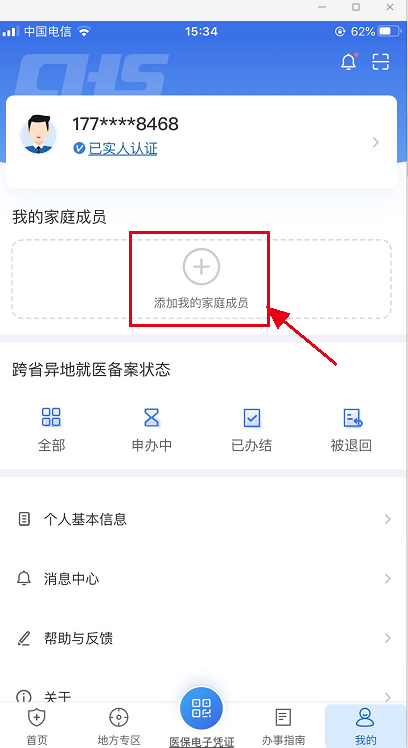 中国电信 15:34 62%
CHS
177****8468
已实人认证
我的家庭成员
添加我的家庭成员
跨省异地就医备案状态
全部 申办中 已办结 被退回
个人基本信息
消息中心
帮助与反馈
关于
首页 地方专区 医保电子凭证 办事指南 我的